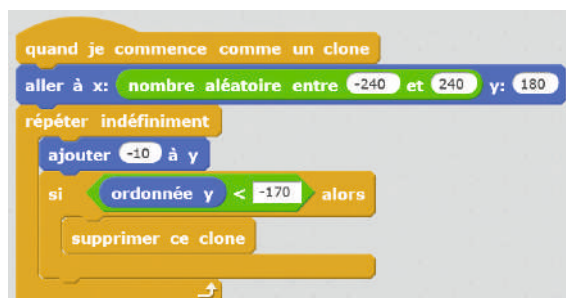 quand je commence comme un clone
aller à x: nombre aléatoire entre -240 et 240 y: 180
répéter indéfiniment
ajouter -10 à y
si ordonnée y < -170 alors
supprimer ce clone